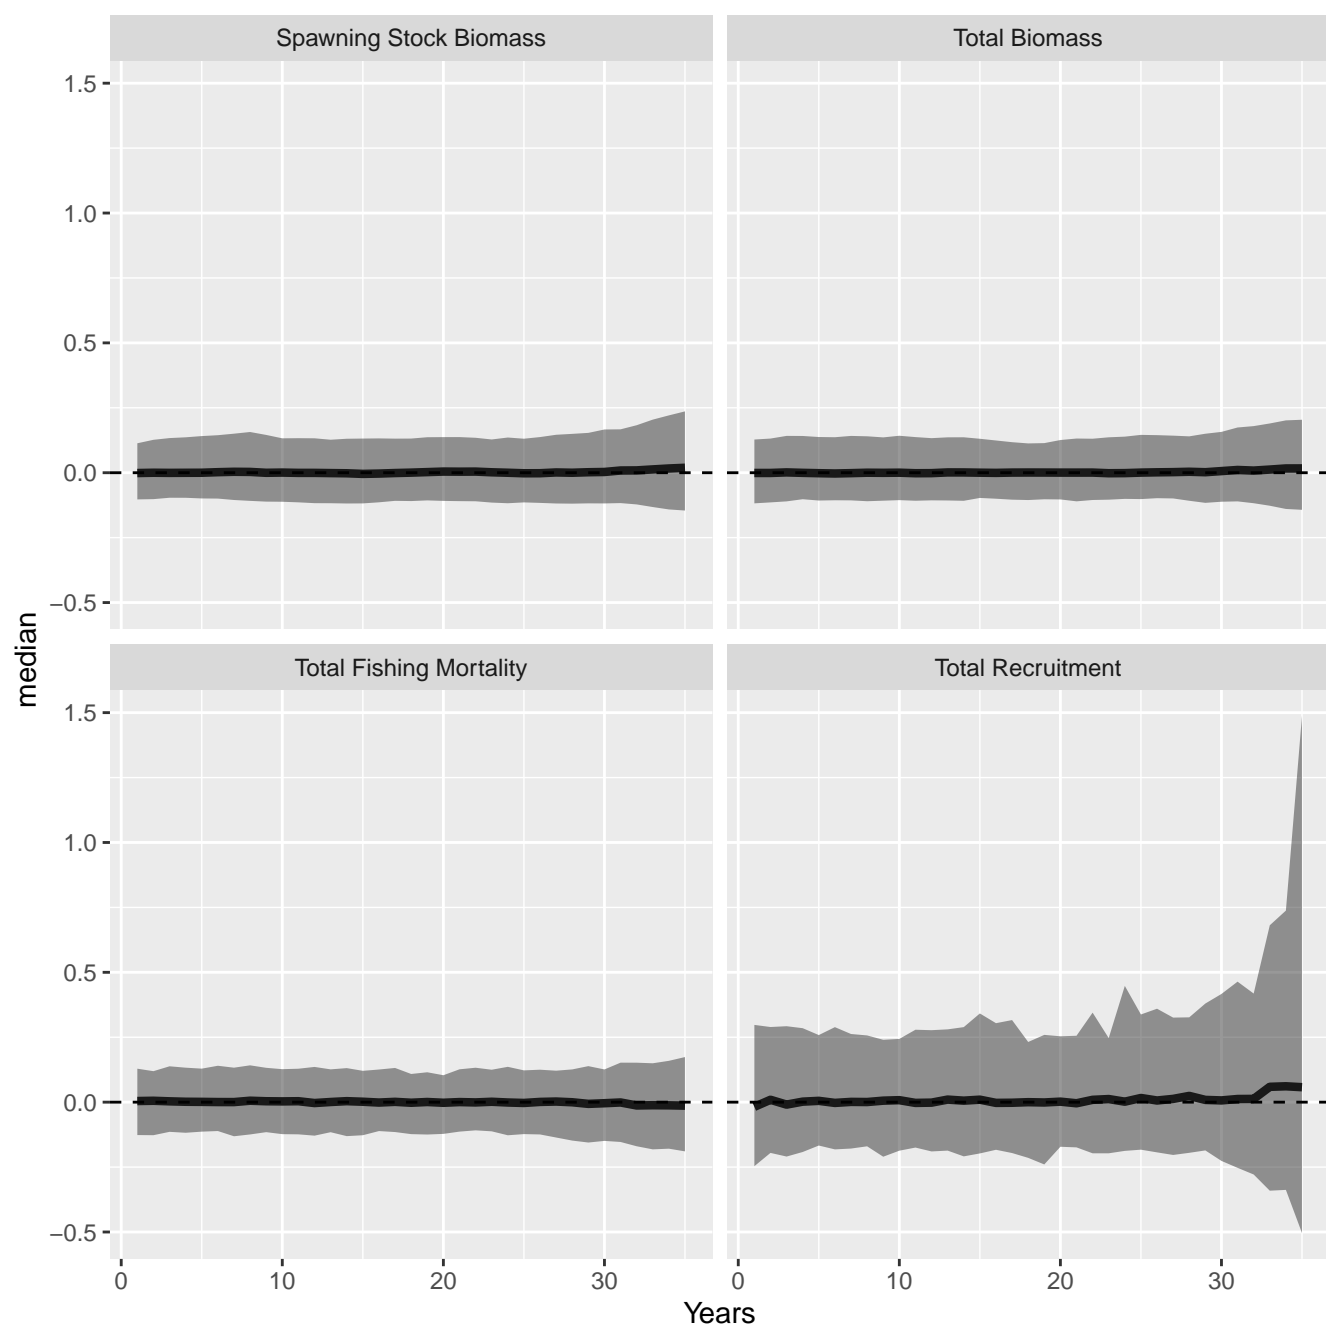 Spawning Stock Biomass
Total Biomass
1.5
1.0
0.5
0.0
−0.5
Total Fishing Mortality
Total Recruitment
1.5
1.0
0.5
0.0
−0.5
0 10 20 30
0 10 20 30
Years
median